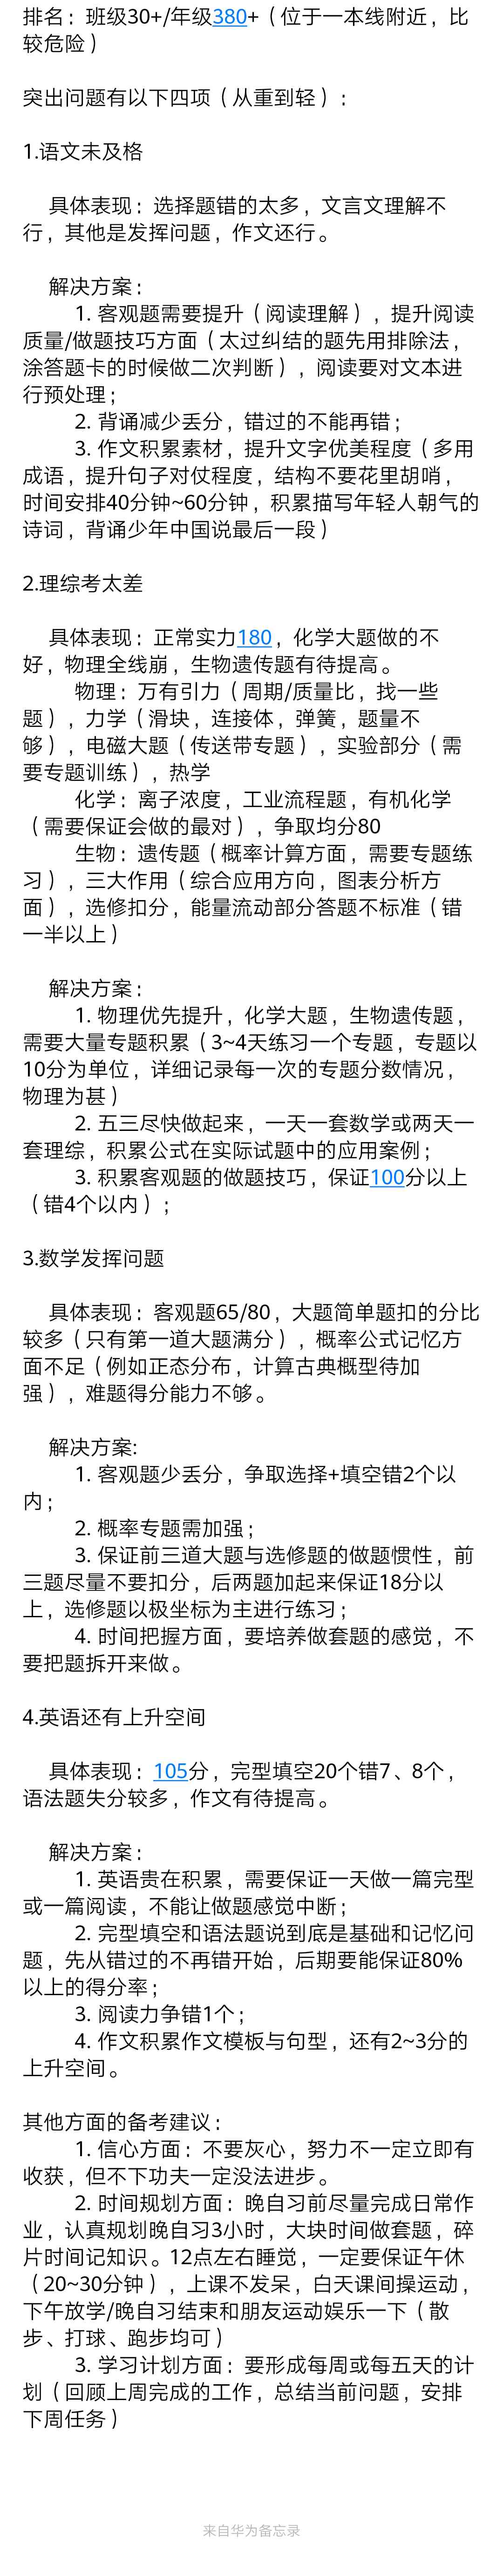 排名：班级30+/年级380+（位于一本线附近，比
较危险）
突出问题有以下四项（从重到轻）：
1.语文未及格
具体表现：选择题错的太多，文言文理解不
行，其他是发挥问题，作文还行。
解决方案：
1. 客观题需要提升（阅读理解），提升阅读
质量/做题技巧方面（太过纠结的题先用排除法，
涂答题卡的时候做二次判断），阅读要对文本进
行预处理；
2. 背诵减少丢分，错过的不能再错；
3. 作文积累素材，提升文字优美程度（多用
成语，提升句子对仗程度，结构不要花里胡哨，
时间安排40分钟~60分钟，积累描写年轻人朝气的
诗词，背诵少年中国说最后一段）
2.理综考太差
具体表现：正常实力180，化学大题做的不
好，物理全线崩，生物遗传题有待提高。
物理：万有引力（周期/质量比，找一些
题），力学（滑块，连接体，弹簧，题量不
够），电磁大题（传送带专题），实验部分（需
要专题训练），热学
化学：离子浓度，工业流程题，有机化学
（需要保证会做的最对），争取均分80
生物：遗传题（概率计算方面，需要专题练
习），三大作用（综合应用方向，图表分析方
面），选修扣分，能量流动部分答题不标准（错
一半以上）
解决方案：
1. 物理优先提升，化学大题，生物遗传题，
需要大量专题积累（3~4天练习一个专题，专题以
10分为单位，详细记录每一次的专题分数情况，
物理为甚）
2. 五三尽快做起来，一天一套数学或两天一
套理综，积累公式在实际试题中的应用案例；
3. 积累客观题的做题技巧，保证100分以上
（错4个以内）；
3.数学发挥问题
具体表现：客观题65/80，大题简单题扣的分比
较多（只有第一道大题满分），概率公式记忆方
面不足（例如正态分布，计算古典概型待加
强），难题得分能力不够。
解决方案:
1. 客观题少丢分，争取选择+填空错2个以
内；
2. 概率专题需加强；
3. 保证前三道大题与选修题的做题惯性，前
三题尽量不要扣分，后两题加起来保证18分以
上，选修题以极坐标为主进行练习；
4. 时间把握方面，要培养做套题的感觉，不
要把题拆开来做。
4.英语还有上升空间
具体表现：105分，完型填空20个错7、8个，
语法题失分较多，作文有待提高。
解决方案：
1. 英语贵在积累，需要保证一天做一篇完型
或一篇阅读，不能让做题感觉中断；
2. 完型填空和语法题说到底是基础和记忆问
题，先从错过的不再错开始，后期要能保证80%
以上的得分率；
3. 阅读力争错1个；
4. 作文积累作文模板与句型，还有2~3分的
上升空间。
其他方面的备考建议：
1. 信心方面：不要灰心，努力不一定立即有
收获，但不下功夫一定没法进步。
2. 时间规划方面：晚自习前尽量完成日常作
业，认真规划晚自习3小时，大块时间做套题，碎
片时间记知识。12点左右睡觉，一定要保证午休
（20~30分钟），上课不发呆，白天课间操运动，
下午放学/晚自习结束和朋友运动娱乐一下（散
步、打球、跑步均可）
3. 学习计划方面：要形成每周或每五天的计
划（回顾上周完成的工作，总结当前问题，安排
下周任务）
来自华为备忘录